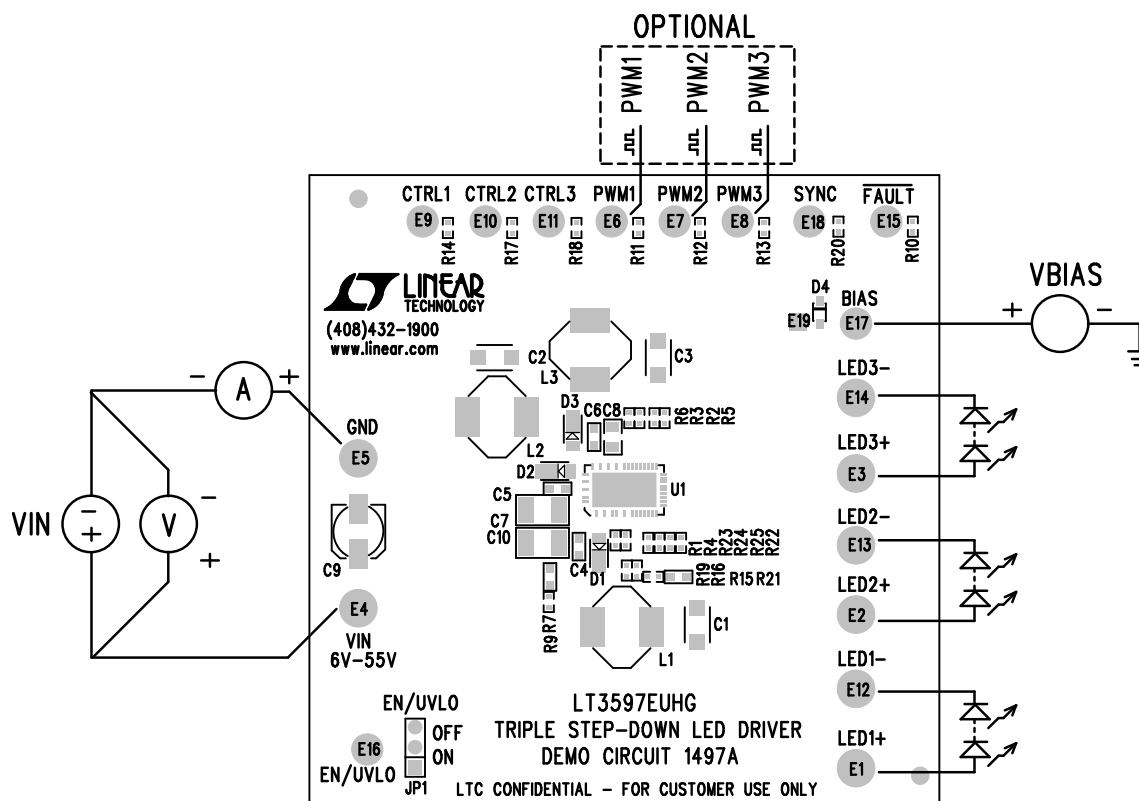 OPTIONAL
PWM1 PWM2 PWM3
CTRL1 CTRL2 CTRL3 PWM1 PWM2 PWM3 SYNC FAULT
E9 E10 E11 E6 E7 E8 E18 E15
R14 R17 R18 R11 R12 R13 R20 R10
LINEAR
TECHNOLOGY
(408)432-1900
www.linear.com
D4 BIAS
E19 E17
VBIAS
+ -
C2 C3
L3
LED3-
E14
- A +
D3 C6 C8 R6 R3 R2 R5
GND
E5
L2
LED3+
E3
D2
C5 U1
VIN
- +
V
- +
C7
C10
LED2-
E13
C9
C4 D1 R1 R4 R23 R24 R25 R22
R19 R16 R15 R21
LED2+
E2
E4
VIN
6V-55V
R9 R7
C1
L1
LED1-
E12
EN/UVLO
OFF
ON
E16
EN/UVLO
JP1
LT3597EUHG
TRIPLE STEP-DOWN LED DRIVER
DEMO CIRCUIT 1497A
LED1+
E1
LTC CONFIDENTIAL - FOR CUSTOMER USE ONLY